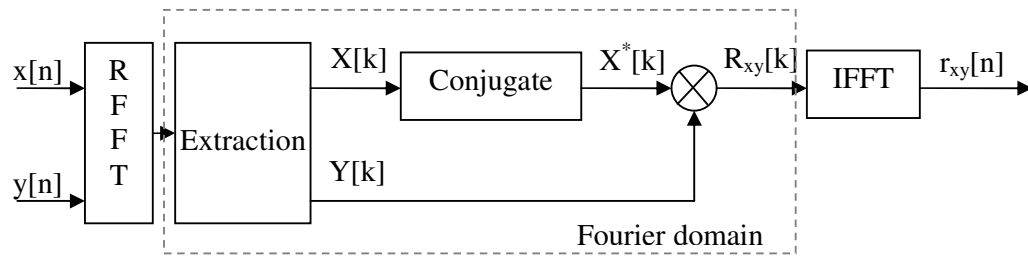 x[n]
y[n]
R
F
F
T
Extraction
X[k]
Y[k]
Conjugate
X*[k]
Rxy[k]
IFFT
rxy[n]
Fourier domain